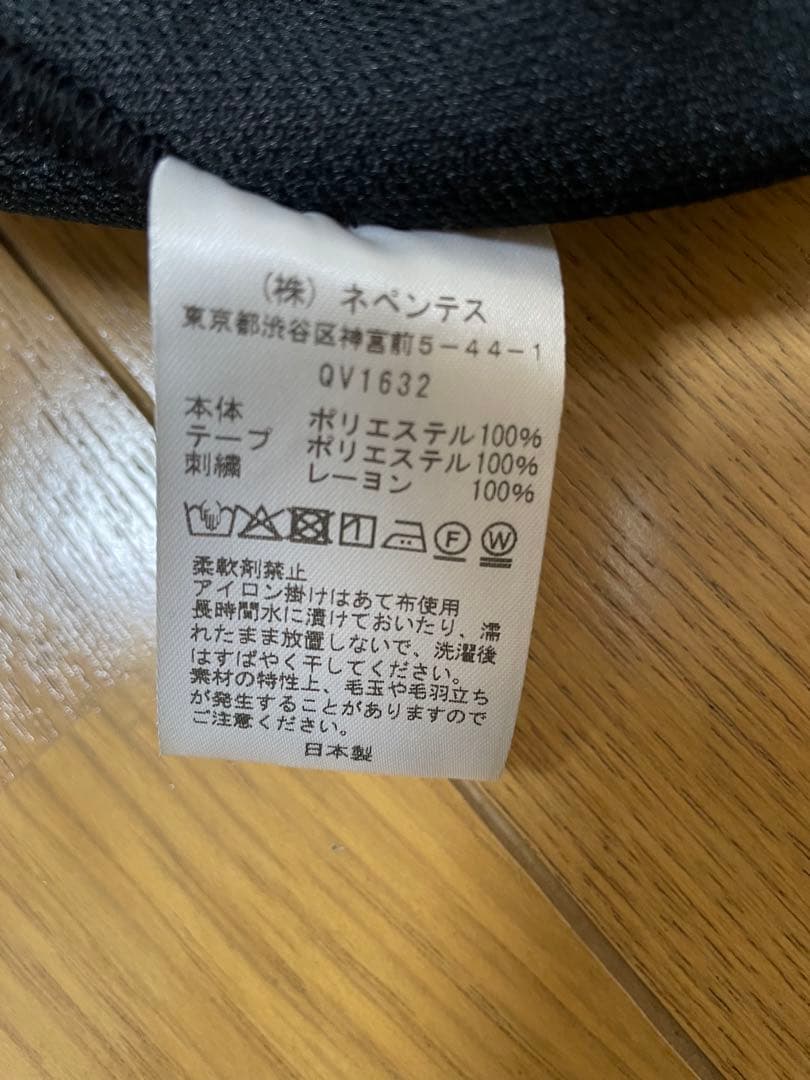 (株) ネペンテス
東京都渋谷区神宮前5-44-1
QV1632
本体 ポリエステル100%
テープ ポリエステル100%
刺繍 レーヨン 100%
F W
柔軟剤禁止
アイロン掛けはあて布使用
長時間水に漬けておいたり、濡
れたまま放置しないで、洗濯後
はすばやく干してください。
素材の特性上、毛玉や毛羽立ち
が発生することがありますので
ご注意ください。
日本製